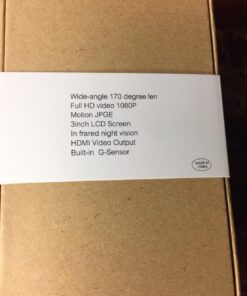 Wide-angle 170 degree len
Full HD video 1080P
Motion JPGE
3inch LCD Screen
In frared night vision
HDMI Video Output
Built-in G-Sensor
MADE IN
CHINA